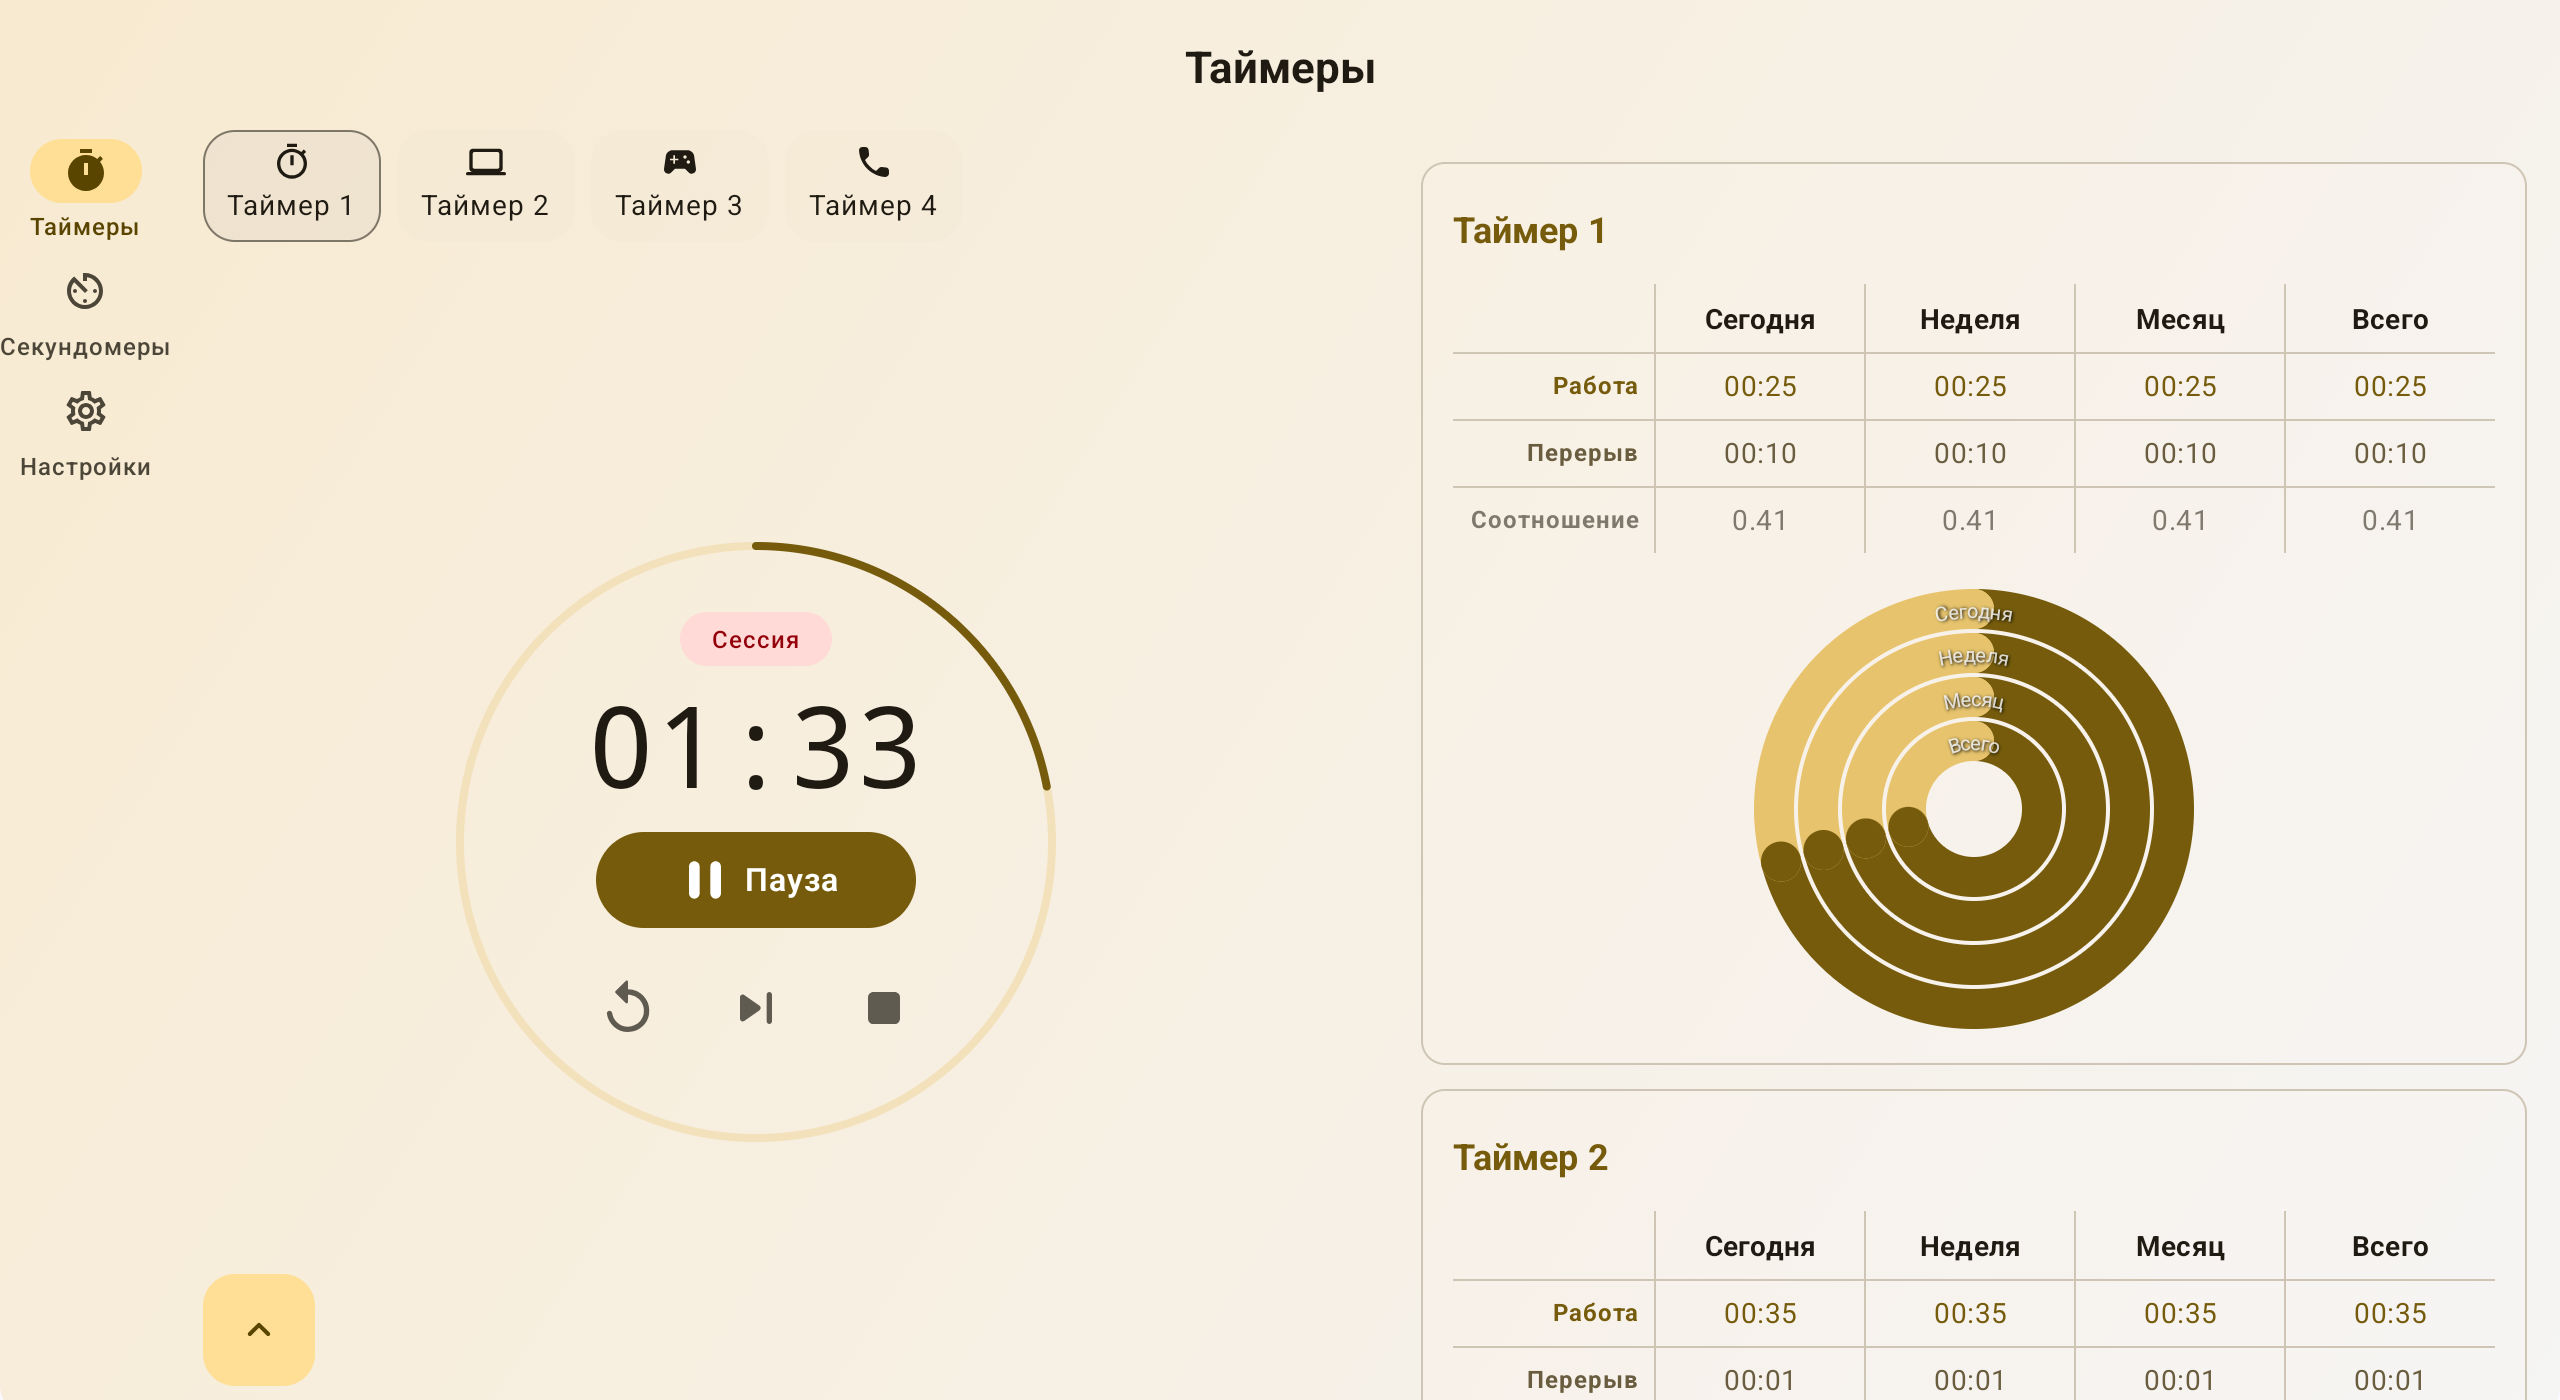 Таймеры
Таймеры
Секундомеры
Настройки
Таймер 1
Таймер 2
Таймер 3
Таймер 4
Сессия
01:33
Пауза
Таймер 1
Сегодня Неделя Месяц Всего
Работа 00:25 00:25 00:25 00:25
Перерыв 00:10 00:10 00:10 00:10
Соотношение 0.41 0.41 0.41 0.41
Сегодня
Неделя
Месяц
Всего
Таймер 2
Сегодня Неделя Месяц Всего
Работа 00:35 00:35 00:35 00:35
Перерыв 00:01 00:01 00:01 00:01